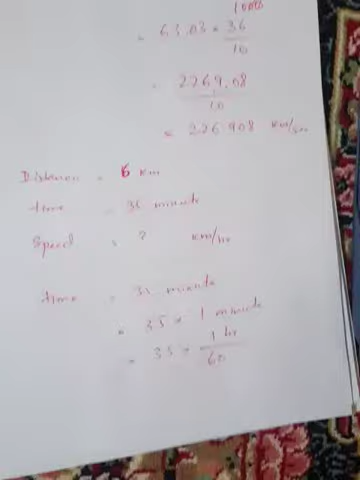 1000
= 63.03 × 36
10
= 2269.08
10
= 226.908 km/hr
Distance = 6 km
time = 35 minute
Speed = ? km/hr
time = 35 minute
= 35 × 1 minute
= 35 × 1 hr
60